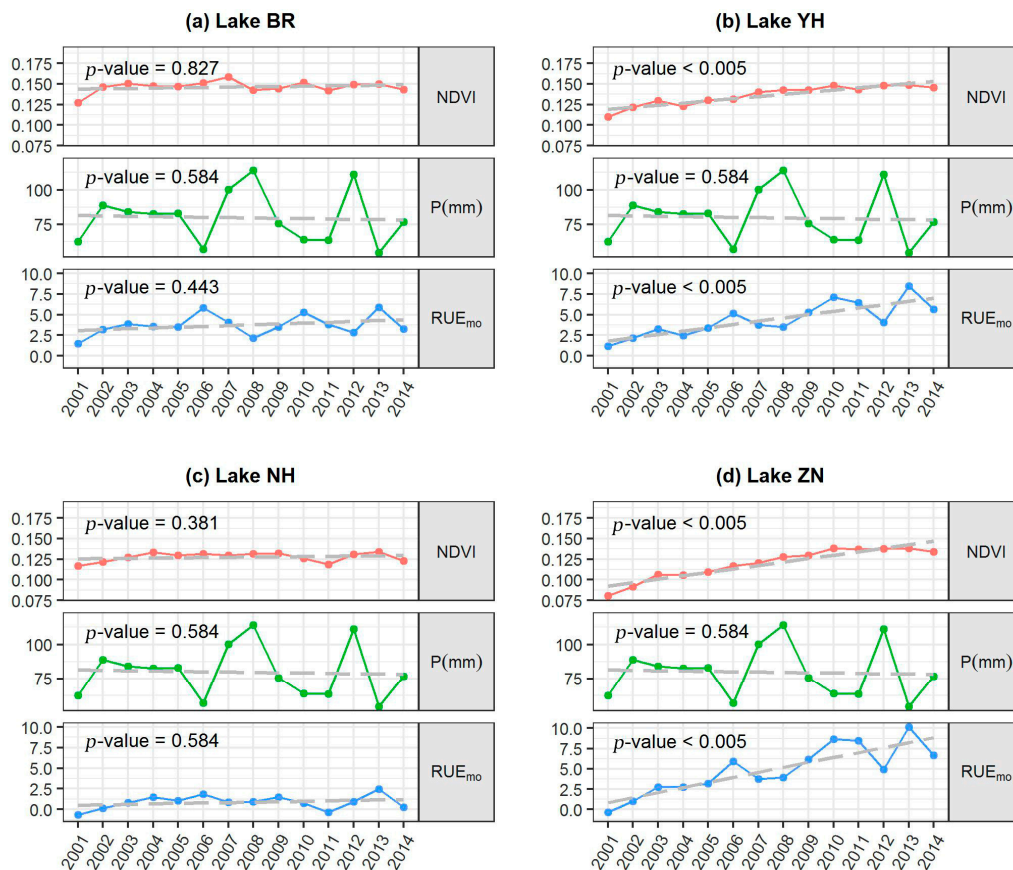 (a) Lake BR
0.175
0.150
0.125
0.100
0.075
p-value = 0.827
NDVI
100
75
p-value = 0.584
P(mm)
10.0
7.5
5.0
2.5
0.0
p-value = 0.443
RUEmo
2001 2002 2003 2004 2005 2006 2007 2008 2009 2010 2011 2012 2013 2014
(b) Lake YH
0.175
0.150
0.125
0.100
0.075
p-value < 0.005
NDVI
100
75
p-value = 0.584
P(mm)
10.0
7.5
5.0
2.5
0.0
p-value < 0.005
RUEmo
2001 2002 2003 2004 2005 2006 2007 2008 2009 2010 2011 2012 2013 2014
(c) Lake NH
0.175
0.150
0.125
0.100
0.075
p-value = 0.381
NDVI
100
75
p-value = 0.584
P(mm)
10.0
7.5
5.0
2.5
0.0
p-value = 0.584
RUEmo
2001 2002 2003 2004 2005 2006 2007 2008 2009 2010 2011 2012 2013 2014
(d) Lake ZN
0.175
0.150
0.125
0.100
0.075
p-value < 0.005
NDVI
100
75
p-value = 0.584
P(mm)
10.0
7.5
5.0
2.5
0.0
p-value < 0.005
RUEmo
2001 2002 2003 2004 2005 2006 2007 2008 2009 2010 2011 2012 2013 2014